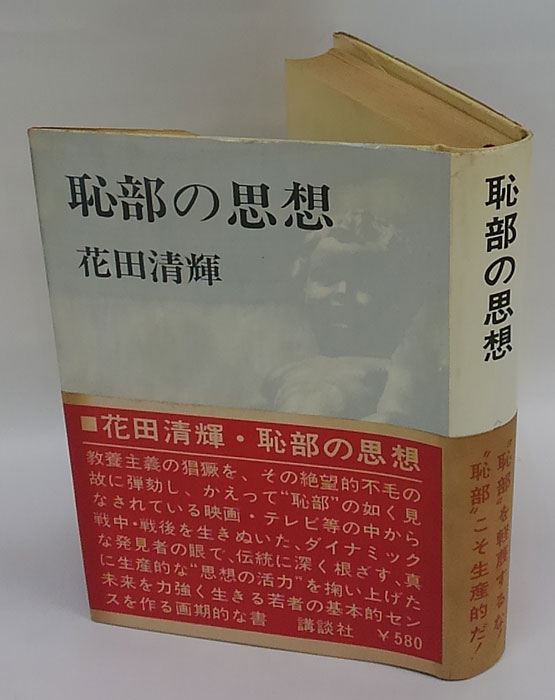 恥部の思想
花田清輝
■花田清輝・恥部の思想
教養主義の猖獗を、その絶望的不毛の
故に弾劾し、かえって“恥部”の如く見
なされている映画・テレビ等の中から
戦中・戦後を生きぬいた、ダイナミック
な発見者の眼で、伝統に深く根ざす、真
に生産的な“思想の活力”を掬い上げた
未来を力強く生きる若者の基本的セン
スを作る画期的な書 講談社 ¥580
恥部の思想
“恥部”を軽蔑するな！
“恥部”こそ生産的だ！